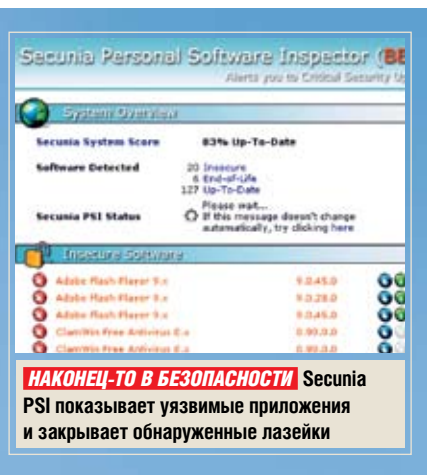 Secunia Personal Software Inspector (BE
Alerts you to Critical Security Up
System Overview
Secunia System Score 83% Up-To-Date
Software Detected 20 Insecure
6 End-of-Life
127 Up-To-Date
Secunia PSI Status Please wait...
If this message doesn't change
automatically, try clicking here
Insecure Software
Adobe Flash Player 9.x 9.0.45.0
Adobe Flash Player 9.x 9.0.28.0
Adobe Flash Player 9.x 9.0.45.0
ClamWin Free Antivirus 0.x 0.90.0.0
ClamWin Free Antivirus 0.x 0.90.0.0
НАКОНЕЦ-ТО В БЕЗОПАСНОСТИ Secunia
PSI показывает уязвимые приложения
и закрывает обнаруженные лазейки